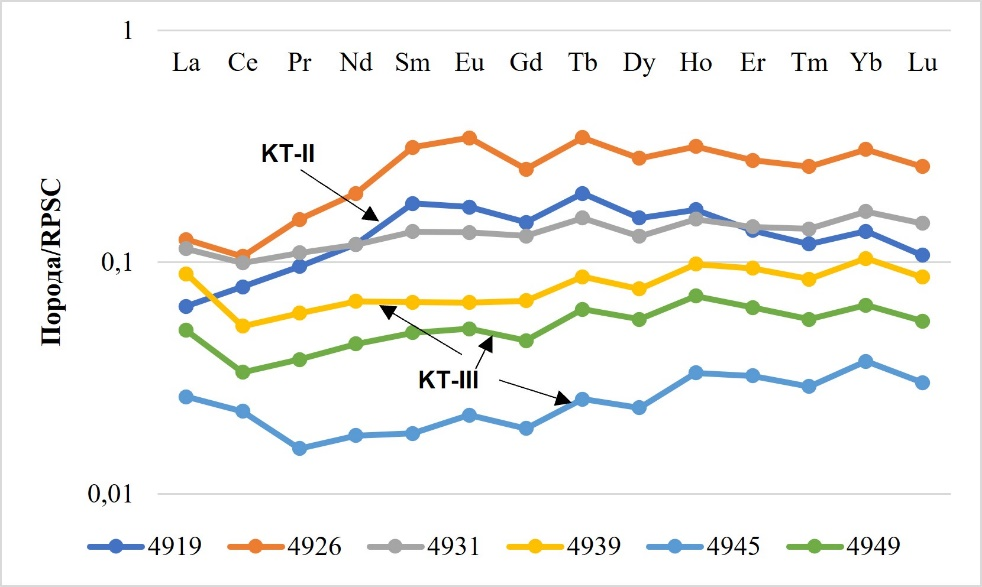 1
La Ce Pr Nd Sm Eu Gd Tb Dy Ho Er Tm Yb Lu
KT-II
0.1
Порода/RPSC
KT-III
0,01
4919 4926 4931 4939 4945 4949